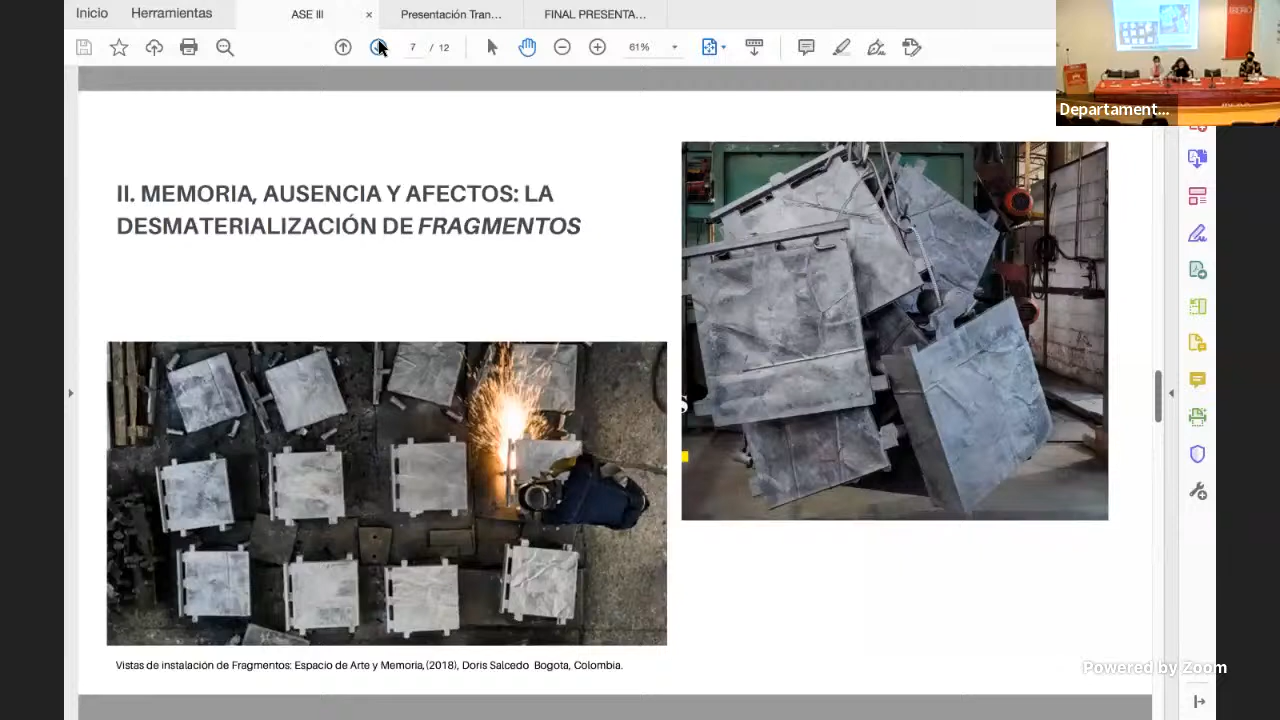 Inicio
Herramientas
ASE III
×
Presentación Tran...
FINAL PRESENTA...
7 / 12
61%
Departament...
II. MEMORIA, AUSENCIA Y AFECTOS: LA
DESMATERIALIZACIÓN DE FRAGMENTOS
S
Vistas de instalación de Fragmentos: Espacio de Arte y Memoria, (2018), Doris Salcedo Bogota, Colombia.
Powered by Zoom